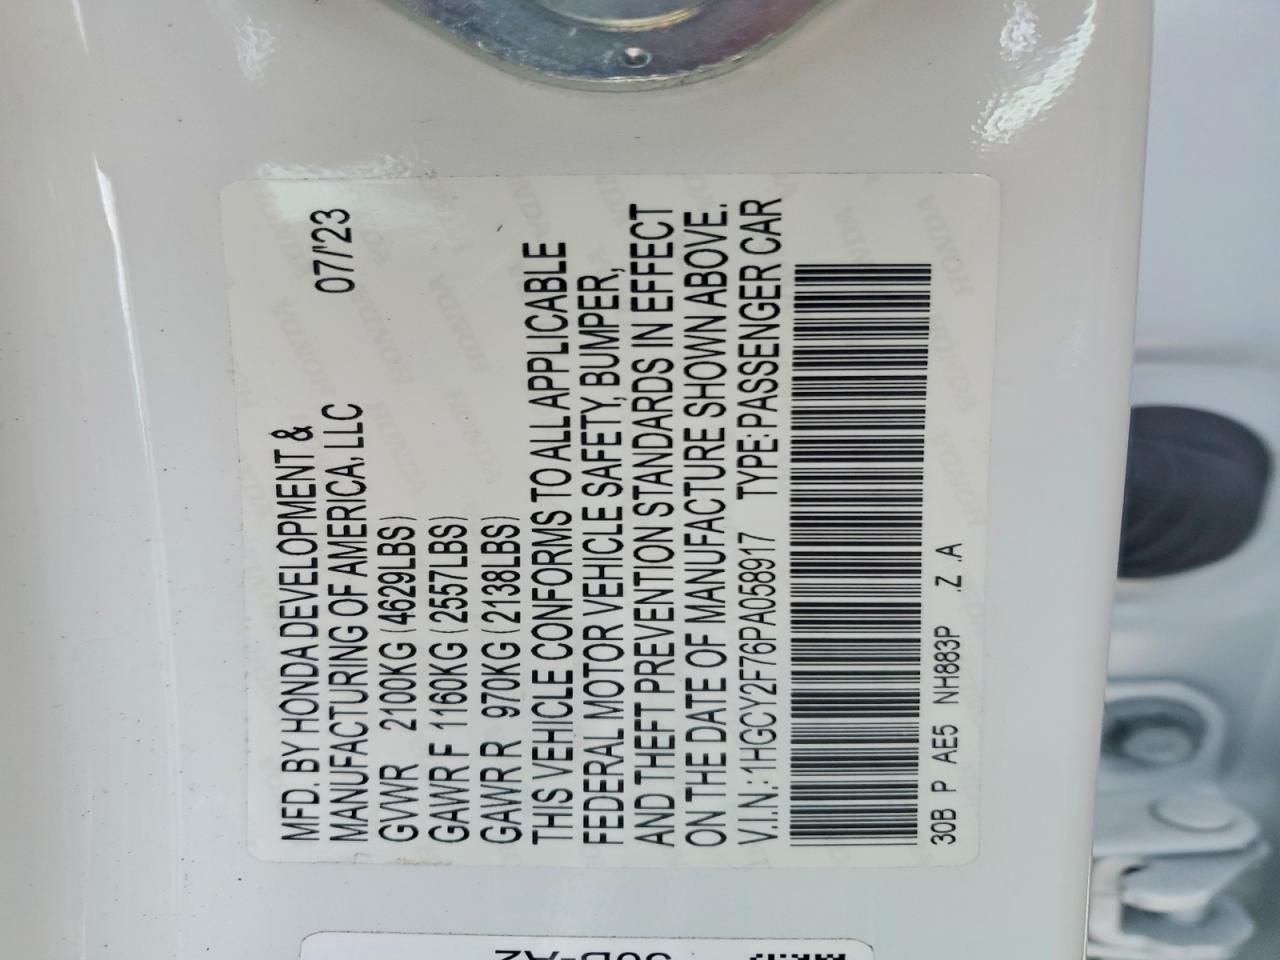 MFD. BY HONDA DEVELOPMENT &
MANUFACTURING OF AMERICA, LLC 07/'23
GVWR 2100KG (4629LBS)
GAWR F 1160KG (2557LBS)
GAWR R 970KG (2138LBS)
THIS VEHICLE CONFORMS TO ALL APPLICABLE
FEDERAL MOTOR VEHICLE SAFETY, BUMPER,
AND THEFT PREVENTION STANDARDS IN EFFECT
ON THE DATE OF MANUFACTURE SHOWN ABOVE.
V.I.N.: 1HGCY2F76PA058917 TYPE: PASSENGER CAR
30B P AE5 NH883P .Z .A